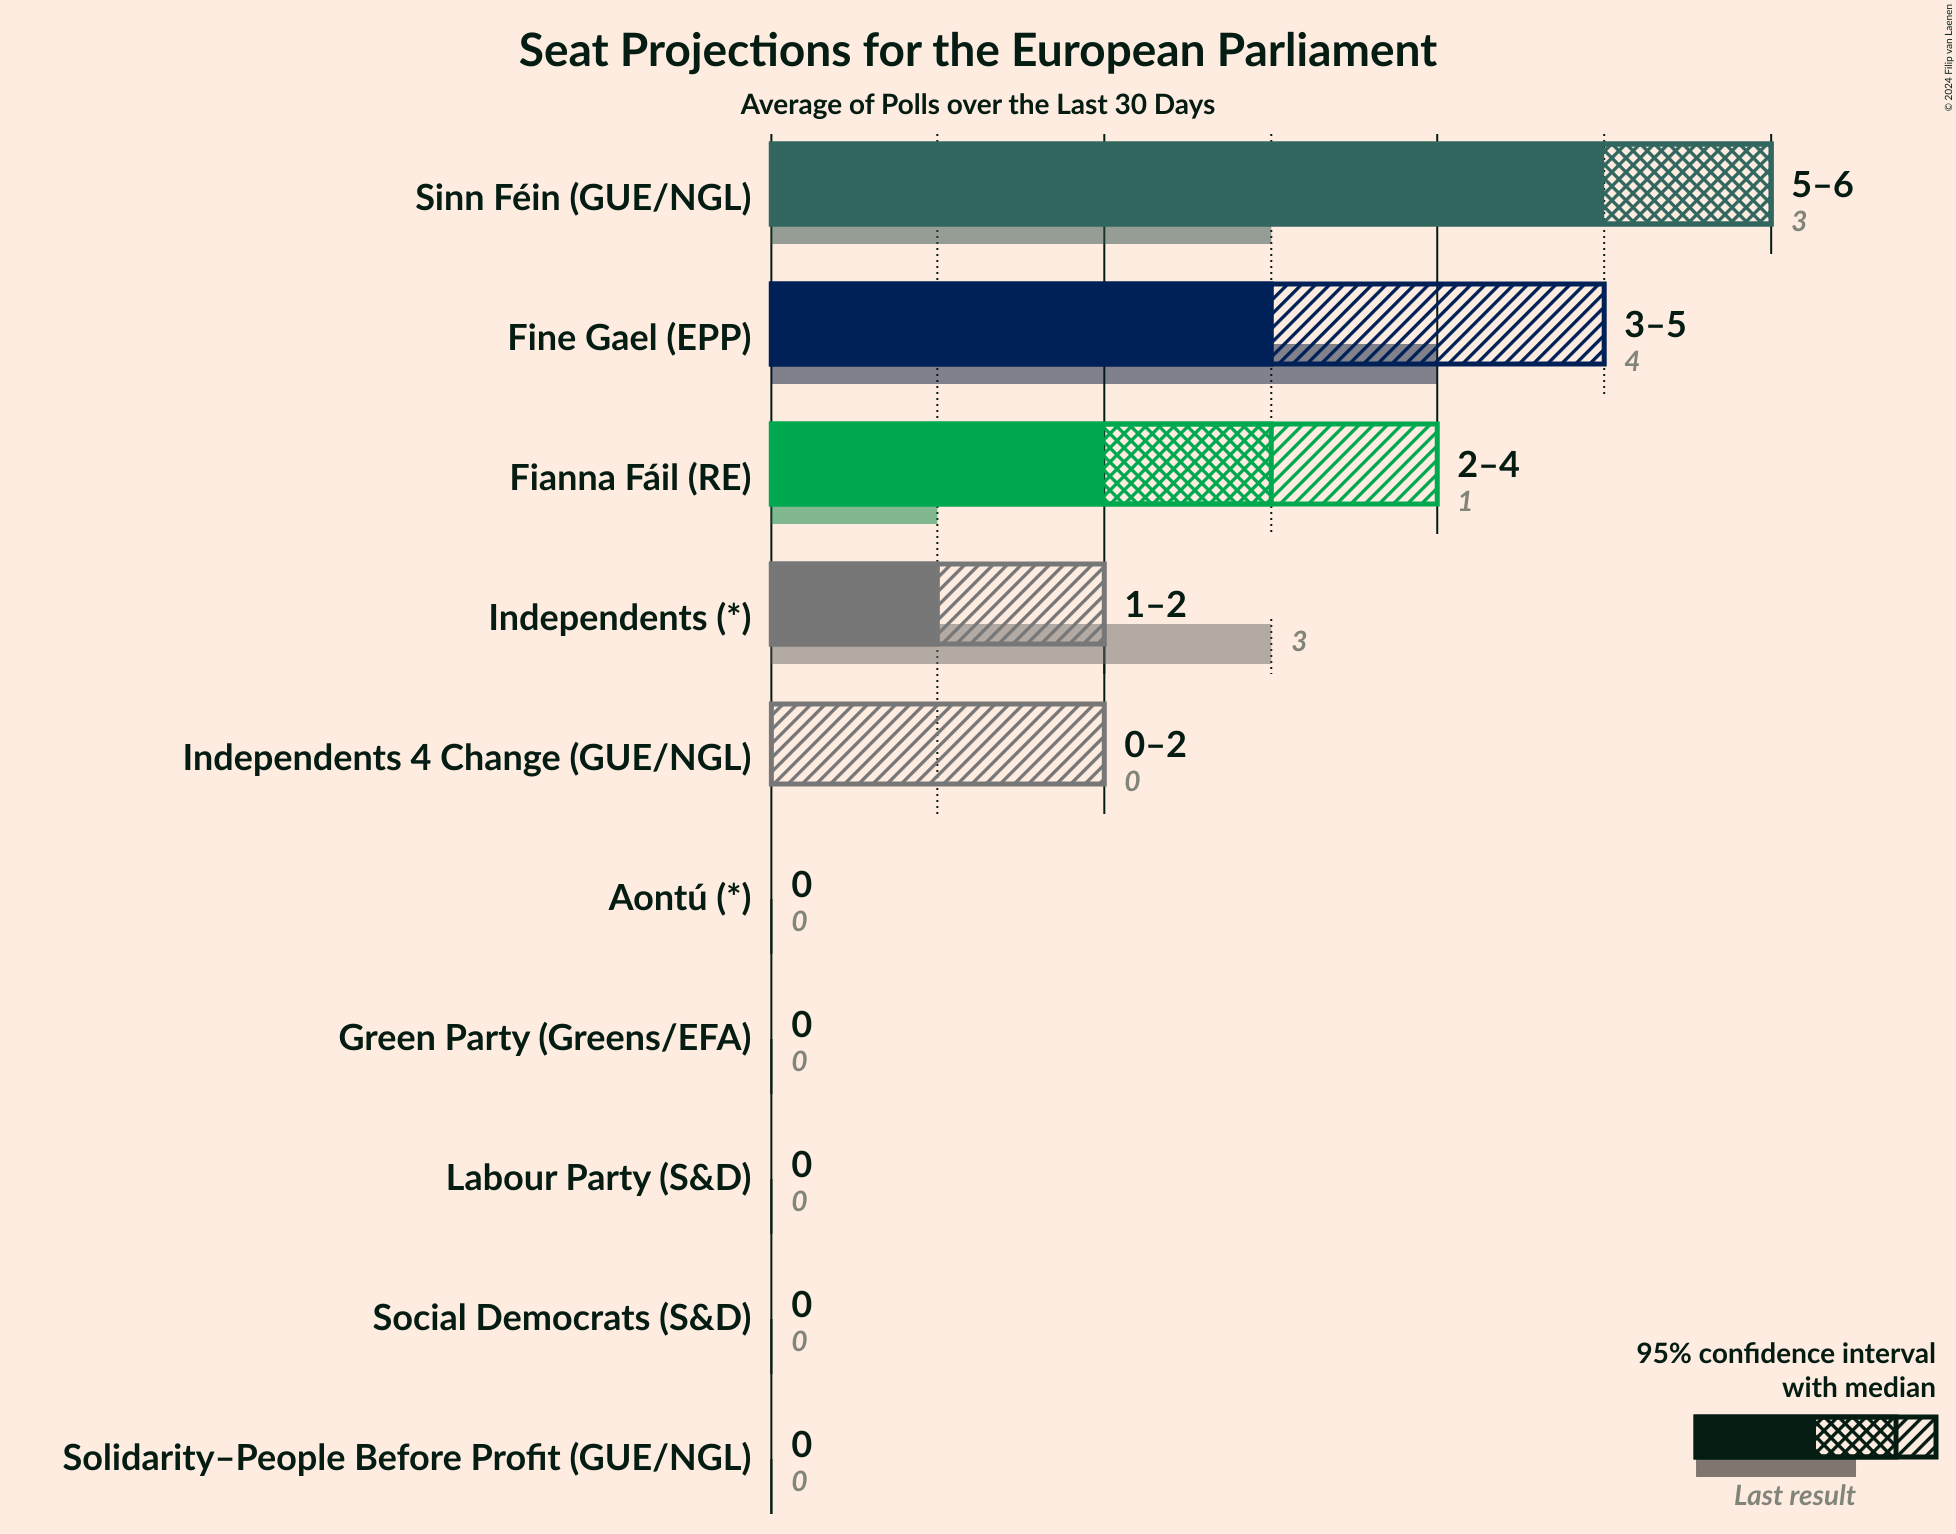 Seat Projections for the European Parliament
Average of Polls over the Last 30 Days
© 2024 Filip van Laenen
Sinn Féin (GUE/NGL)
5–6
3
Fine Gael (EPP)
3–5
4
Fianna Fáil (RE)
2–4
1
Independents (*)
1–2
3
Independents 4 Change (GUE/NGL)
0–2
0
Aontú (*)
0
0
Green Party (Greens/EFA)
0
0
Labour Party (S&D)
0
0
Social Democrats (S&D)
0
0
Solidarity–People Before Profit (GUE/NGL)
0
0
95% confidence interval
with median
Last result